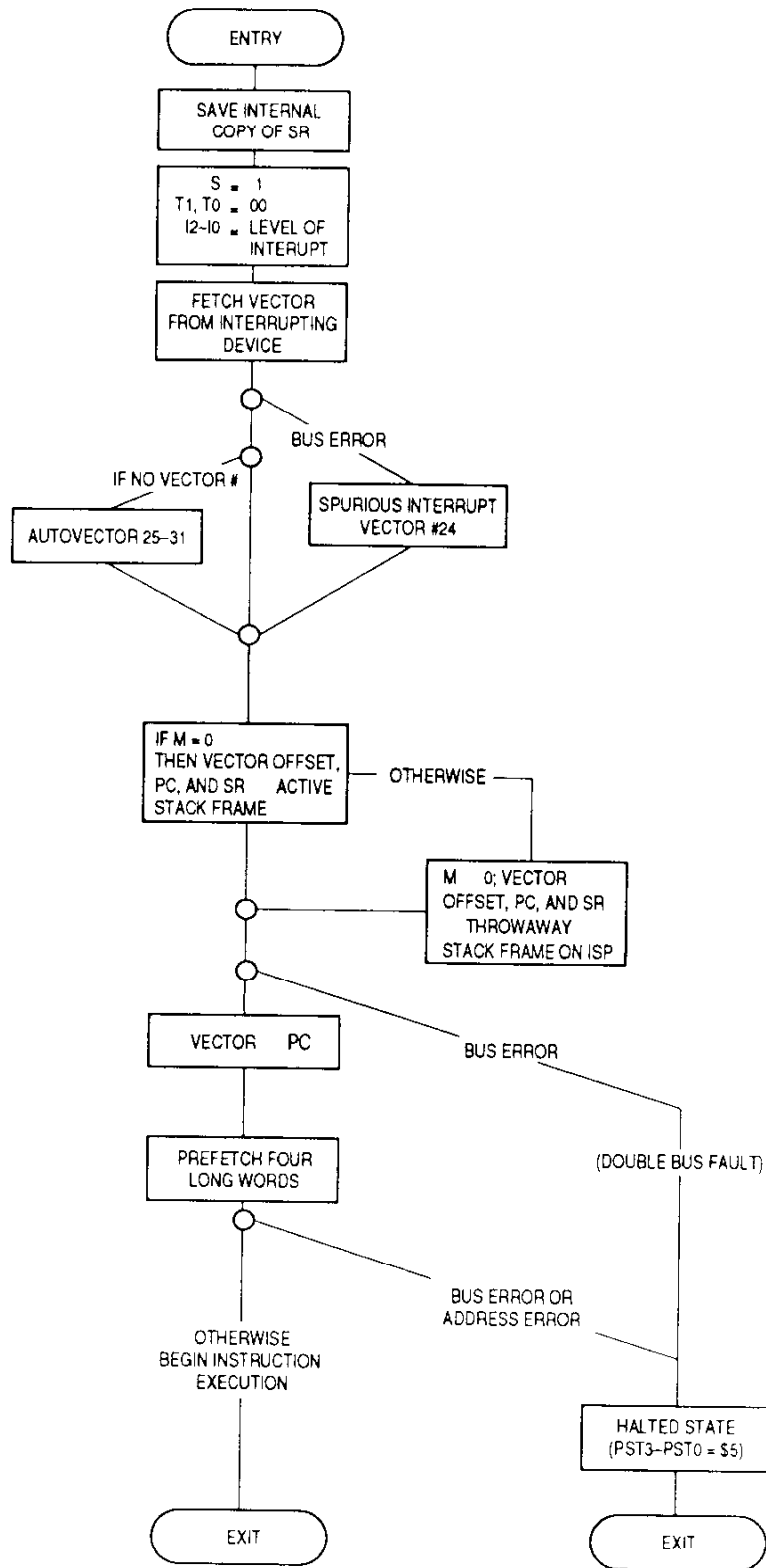 ENTRY
SAVE INTERNAL
COPY OF SR
S = 1
T1, T0 = 00
I2~I0 = LEVEL OF
INTERUPT
FETCH VECTOR
FROM INTERRUPTING
DEVICE
BUS ERROR
IF NO VECTOR #
SPURIOUS INTERRUPT
VECTOR #24
AUTOVECTOR 25–31
IF M = 0
THEN VECTOR OFFSET,
PC, AND SR ACTIVE
STACK FRAME
OTHERWISE
M 0; VECTOR
OFFSET, PC, AND SR
THROWAWAY
STACK FRAME ON ISP
VECTOR PC
BUS ERROR
PREFETCH FOUR
LONG WORDS
(DOUBLE BUS FAULT)
BUS ERROR OR
ADDRESS ERROR
OTHERWISE
BEGIN INSTRUCTION
EXECUTION
HALTED STATE
(PST3–PST0 = $5)
EXIT
EXIT